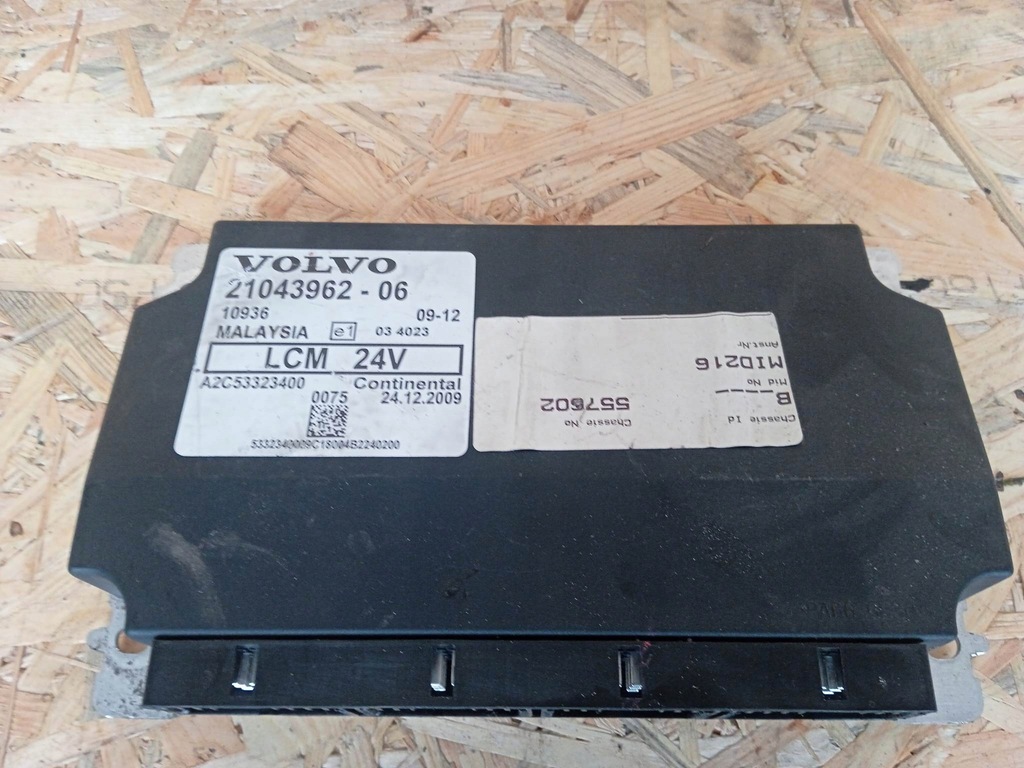 VOLVO
21043962 - 06
10936 09-12
MALAYSIA e1 03 4023
LCM 24V
A2C53323400 Continental
0075 24.12.2009
5332340009C18004B2240200
Chassie Id
B
Chassie No
557602
Mid No
MID216
Anst.Nr